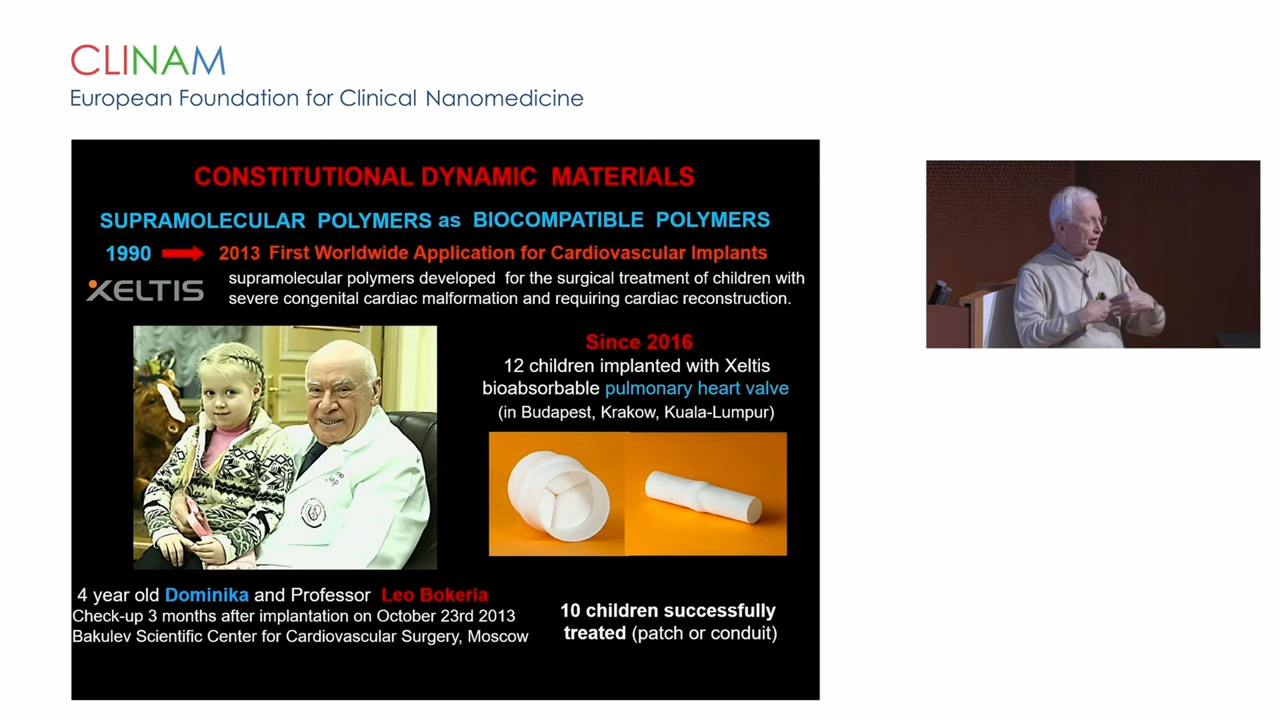 CLINAM
European Foundation for Clinical Nanomedicine
CONSTITUTIONAL DYNAMIC MATERIALS
SUPRAMOLECULAR POLYMERS as BIOCOMPATIBLE POLYMERS
1990 2013 First Worldwide Application for Cardiovascular Implants
XELTIS
supramolecular polymers developed for the surgical treatment of children with
severe congenital cardiac malformation and requiring cardiac reconstruction.
Since 2016
12 children implanted with Xeltis
bioabsorbable pulmonary heart valve
(in Budapest, Krakow, Kuala-Lumpur)
4 year old Dominika and Professor Leo Bokeria
Check-up 3 months after implantation on October 23rd 2013
Bakulev Scientific Center for Cardiovascular Surgery, Moscow
10 children successfully
treated (patch or conduit)